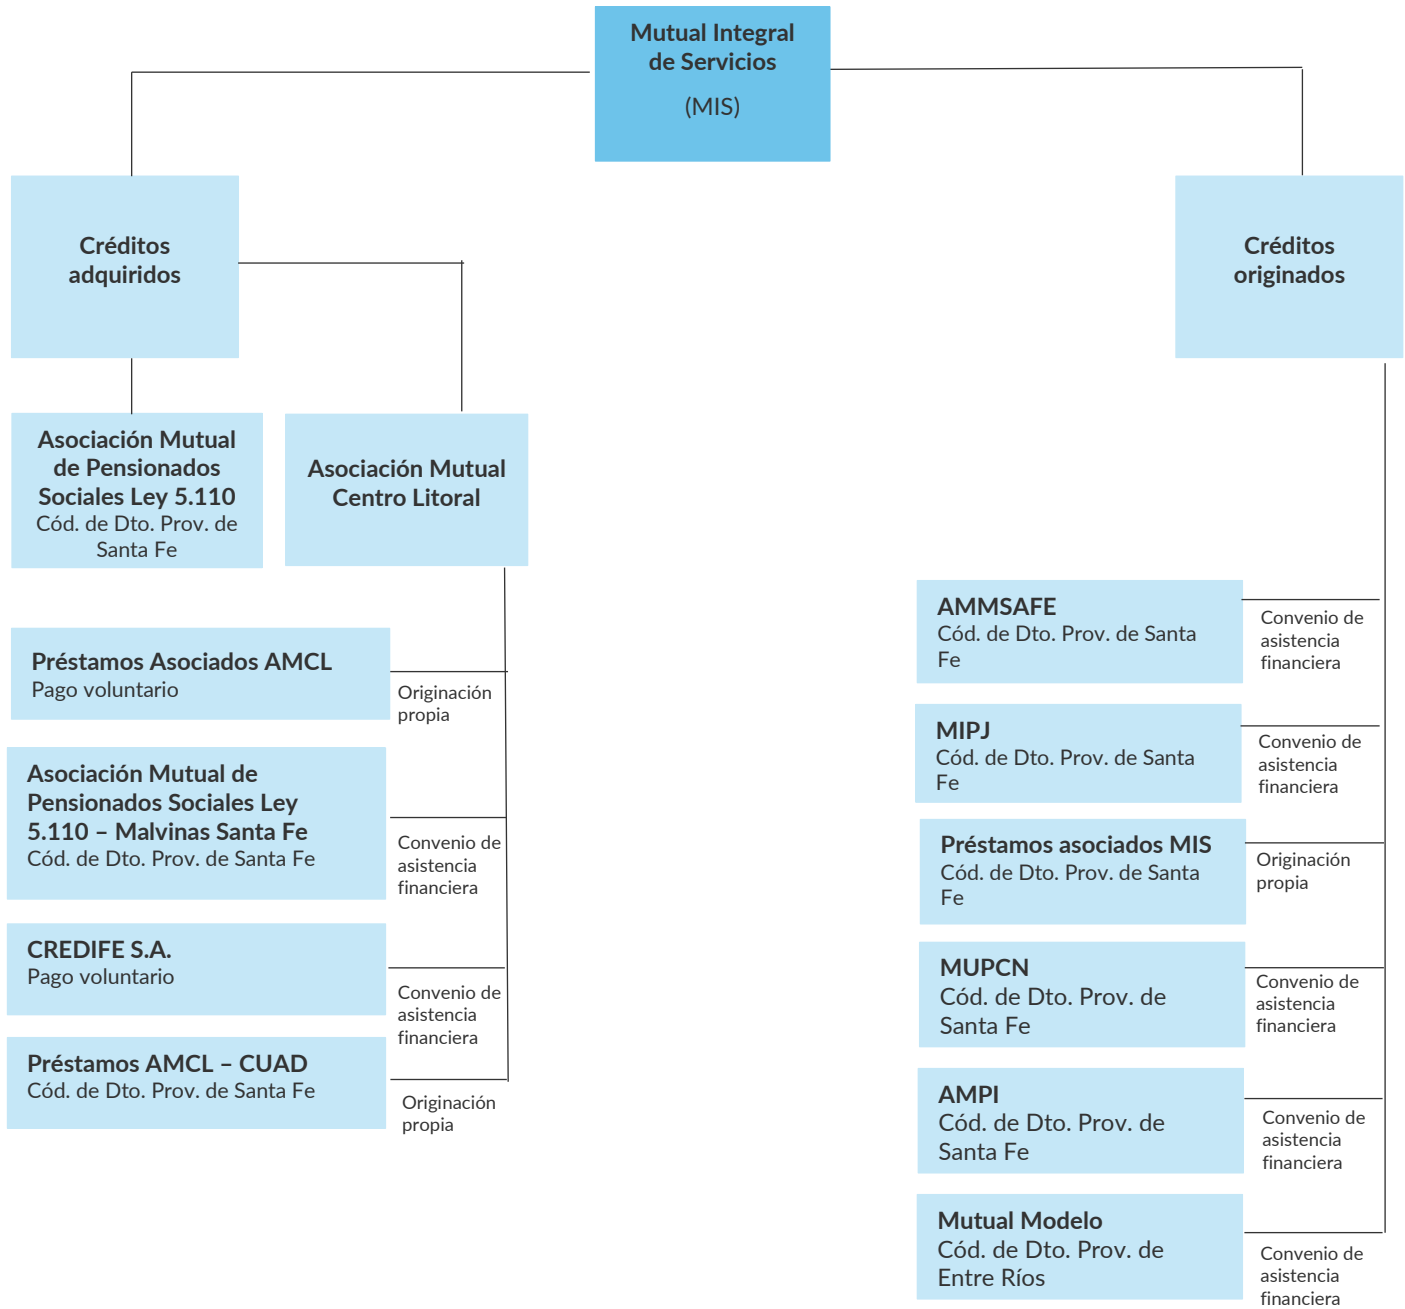 Mutual Integral
de Servicios
(MIS)
Créditos
adquiridos
Créditos
originados
Asociación Mutual
de Pensionados
Sociales Ley 5.110
Cód. de Dto. Prov. de
Santa Fe
Asociación Mutual
Centro Litoral
Préstamos Asociados AMCL
Pago voluntario
Originación
propia
Asociación Mutual de
Pensionados Sociales Ley
5.110 – Malvinas Santa Fe
Cód. de Dto. Prov. de Santa Fe
Convenio de
asistencia
financiera
CREDIFE S.A.
Pago voluntario
Convenio de
asistencia
financiera
Préstamos AMCL – CUAD
Cód. de Dto. Prov. de Santa Fe
Originación
propia
AMMSAFE
Cód. de Dto. Prov. de Santa
Fe
Convenio de
asistencia
financiera
MIPJ
Cód. de Dto. Prov. de Santa
Fe
Convenio de
asistencia
financiera
Préstamos asociados MIS
Cód. de Dto. Prov. de Santa
Fe
Originación
propia
MUPCN
Cód. de Dto. Prov. de
Santa Fe
Convenio de
asistencia
financiera
AMPI
Cód. de Dto. Prov. de
Santa Fe
Convenio de
asistencia
financiera
Mutual Modelo
Cód. de Dto. Prov. de
Entre Ríos
Convenio de
asistencia
financiera